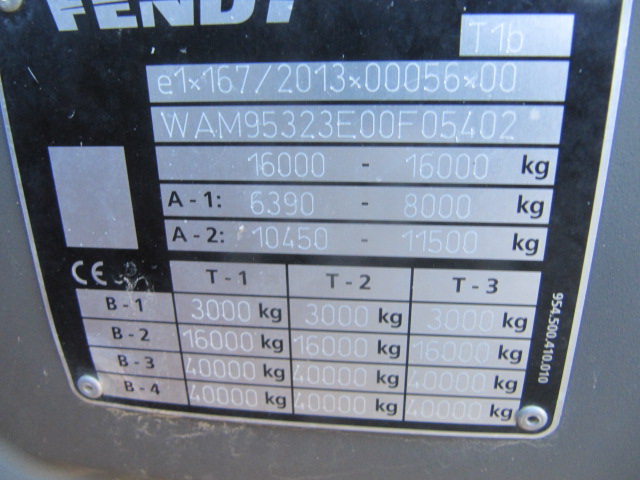 FENDT
T1b
e1*167/2013*00056*00
WAM95323E00F05402
16000 - 16000 kg
A - 1: 6390 - 8000 kg
A - 2: 10450 - 11500 kg
CE T - 1 T - 2 T - 3
B - 1 3000 kg 3000 kg 3000 kg
B - 2 16000 kg 16000 kg 16000 kg
B - 3 40000 kg 40000 kg 40000 kg
B - 4 40000 kg 40000 kg 40000 kg
954.500.410.010